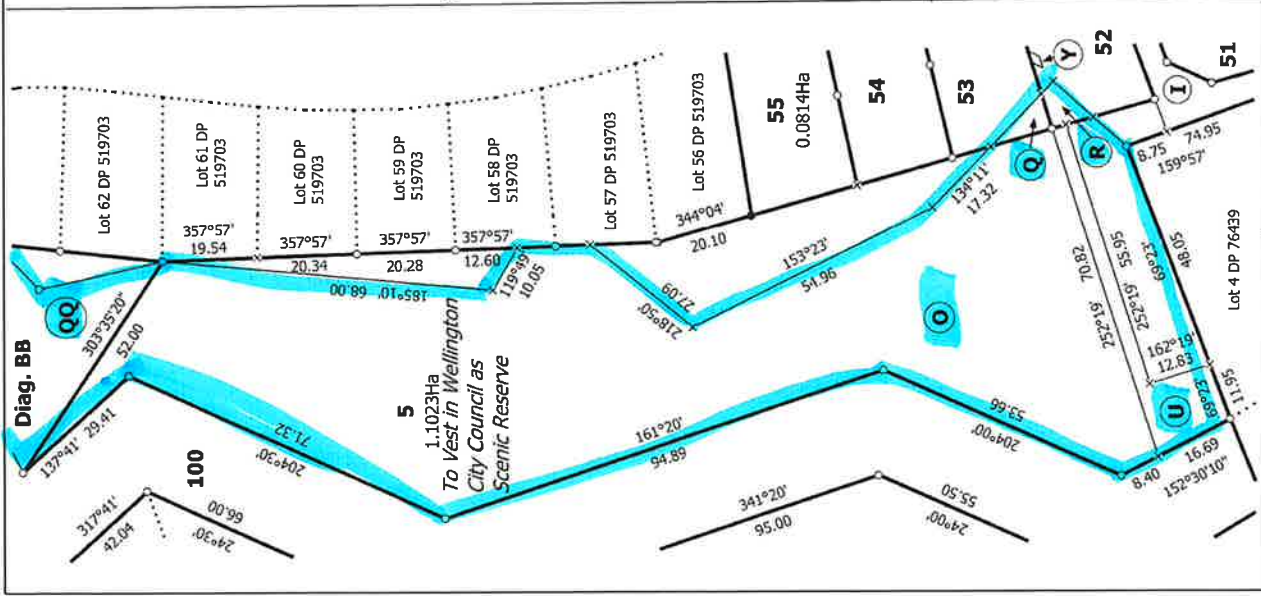 Diag. BB
QQ
303°35'20"
52.00
137°41' 29.41
317°41'
42.04
100
24°30' 66.00
204°30' 71.32
Lot 62 DP 519703
Lot 61 DP
519703
Lot 60 DP
519703
Lot 59 DP
519703
Lot 58 DP
519703
Lot 57 DP 519703
Lot 56 DP 519703
357°57'
19.54
357°57'
20.34
357°57'
20.28
357°57'
12.60
185°10' 68.00
119°49'
10.05
344°04'
20.10
218°50' 27.09
153°23'
51.96
134°11'
17.32
5
1.1023Ha
To Vest in Wellington
City Council as
Scenic Reserve
161°20'
94.89
341°20'
95.00
24°00' 55.50
204°00' 53.66
55
0.0814Ha
54
53
52
51
Y
I
Q
R
O
U
252°19' 70.82
252°19' 55.95
162°19'
12.83
69°23' 48.05
69°23
11.95
8.75 74.95
159°57'
8.40 16.69
152°30'10"
Lot 4 DP 76439